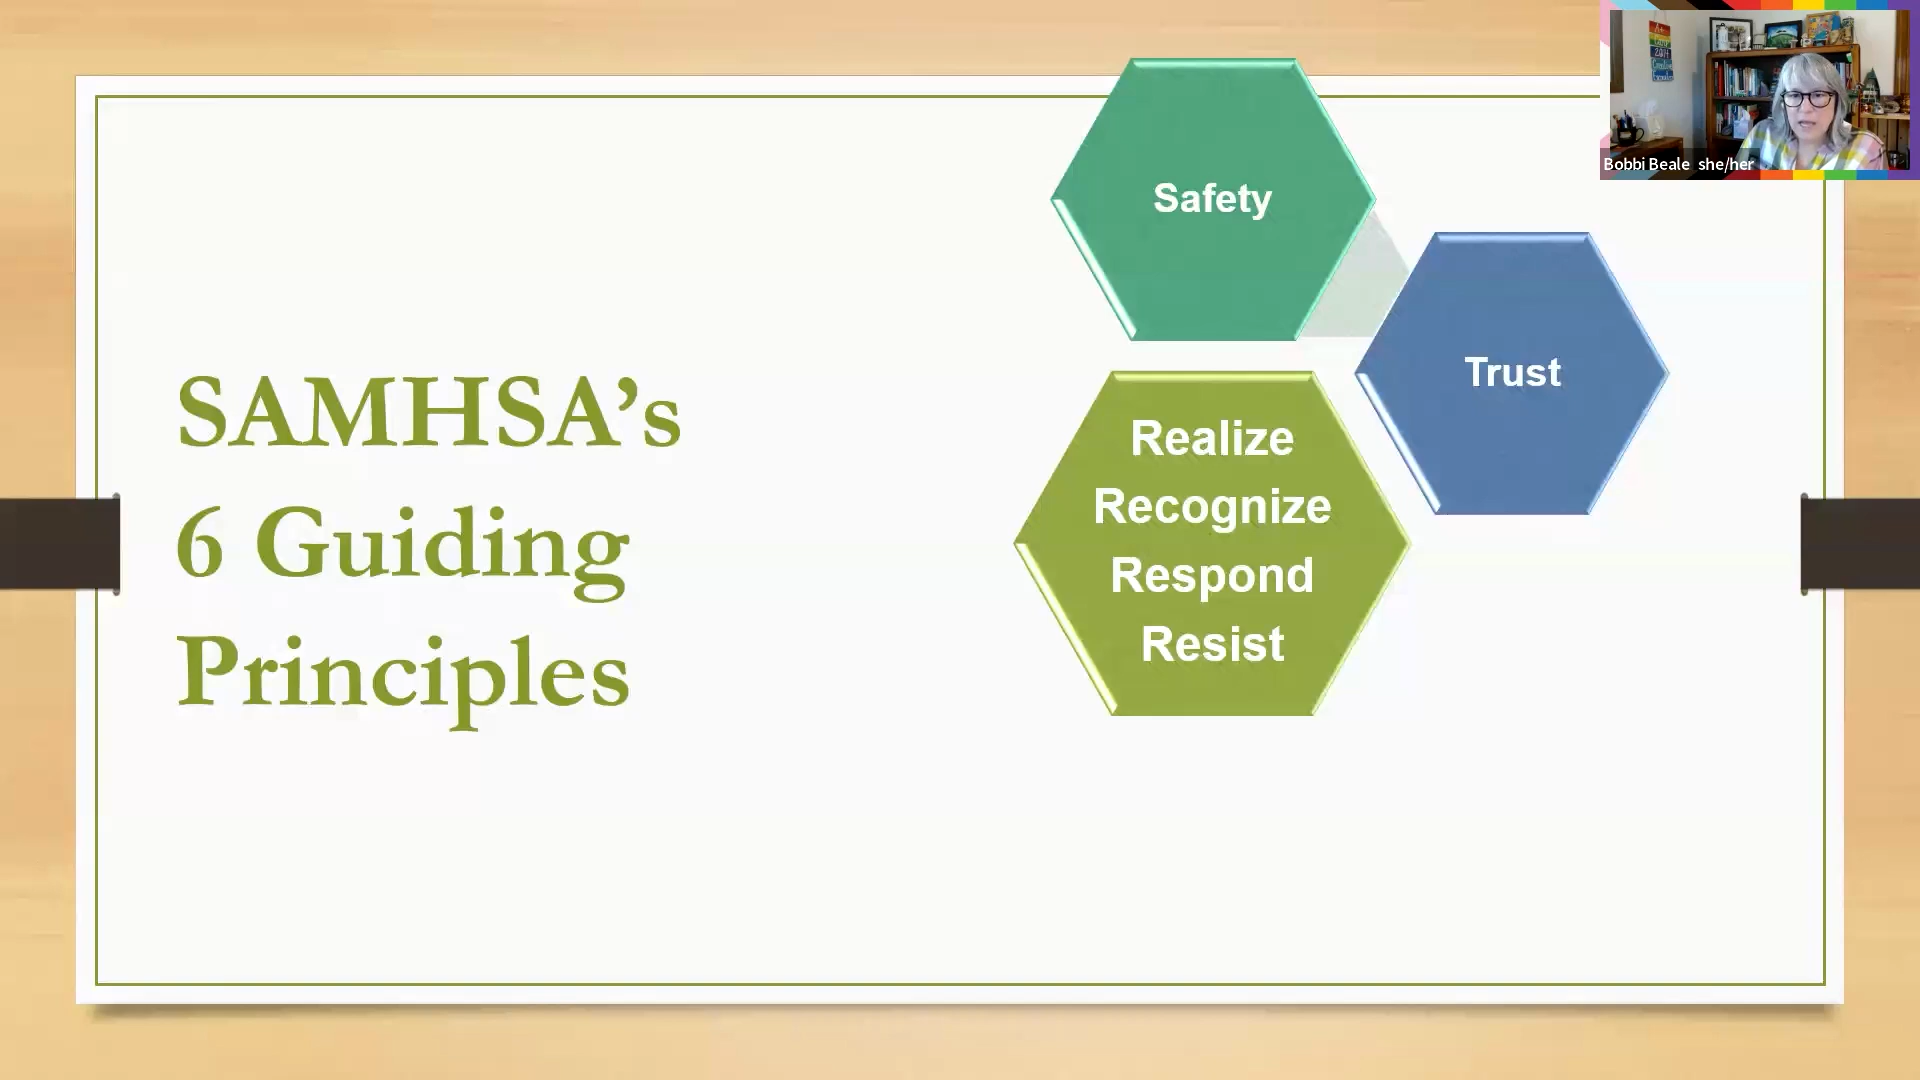 SAMHSA’s
6 Guiding
Principles
Safety
Trust
Realize
Recognize
Respond
Resist
Bobbi Beale she/her